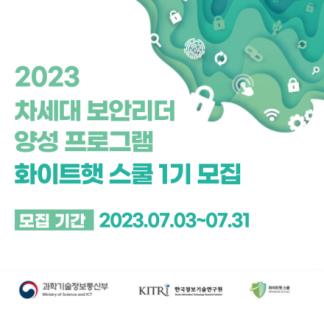 2023
차세대 보안리더
양성 프로그램
화이트햇 스쿨 1기 모집
모집 기간 2023.07.03~07.31
과학기술정보통신부
Ministry of Science and ICT
KITRI 한국정보기술연구원
화이트햇 스쿨